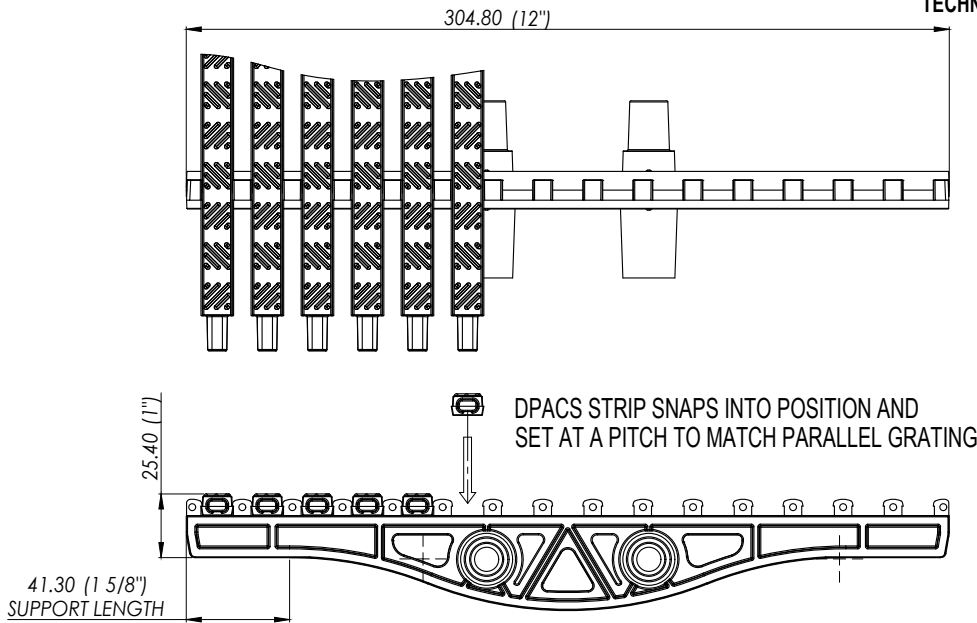 304.80 (12")
DPACS STRIP SNAPS INTO POSITION AND
SET AT A PITCH TO MATCH PARALLEL GRATING
25.40 (1")
41.30 (1 5/8")
SUPPORT LENGTH